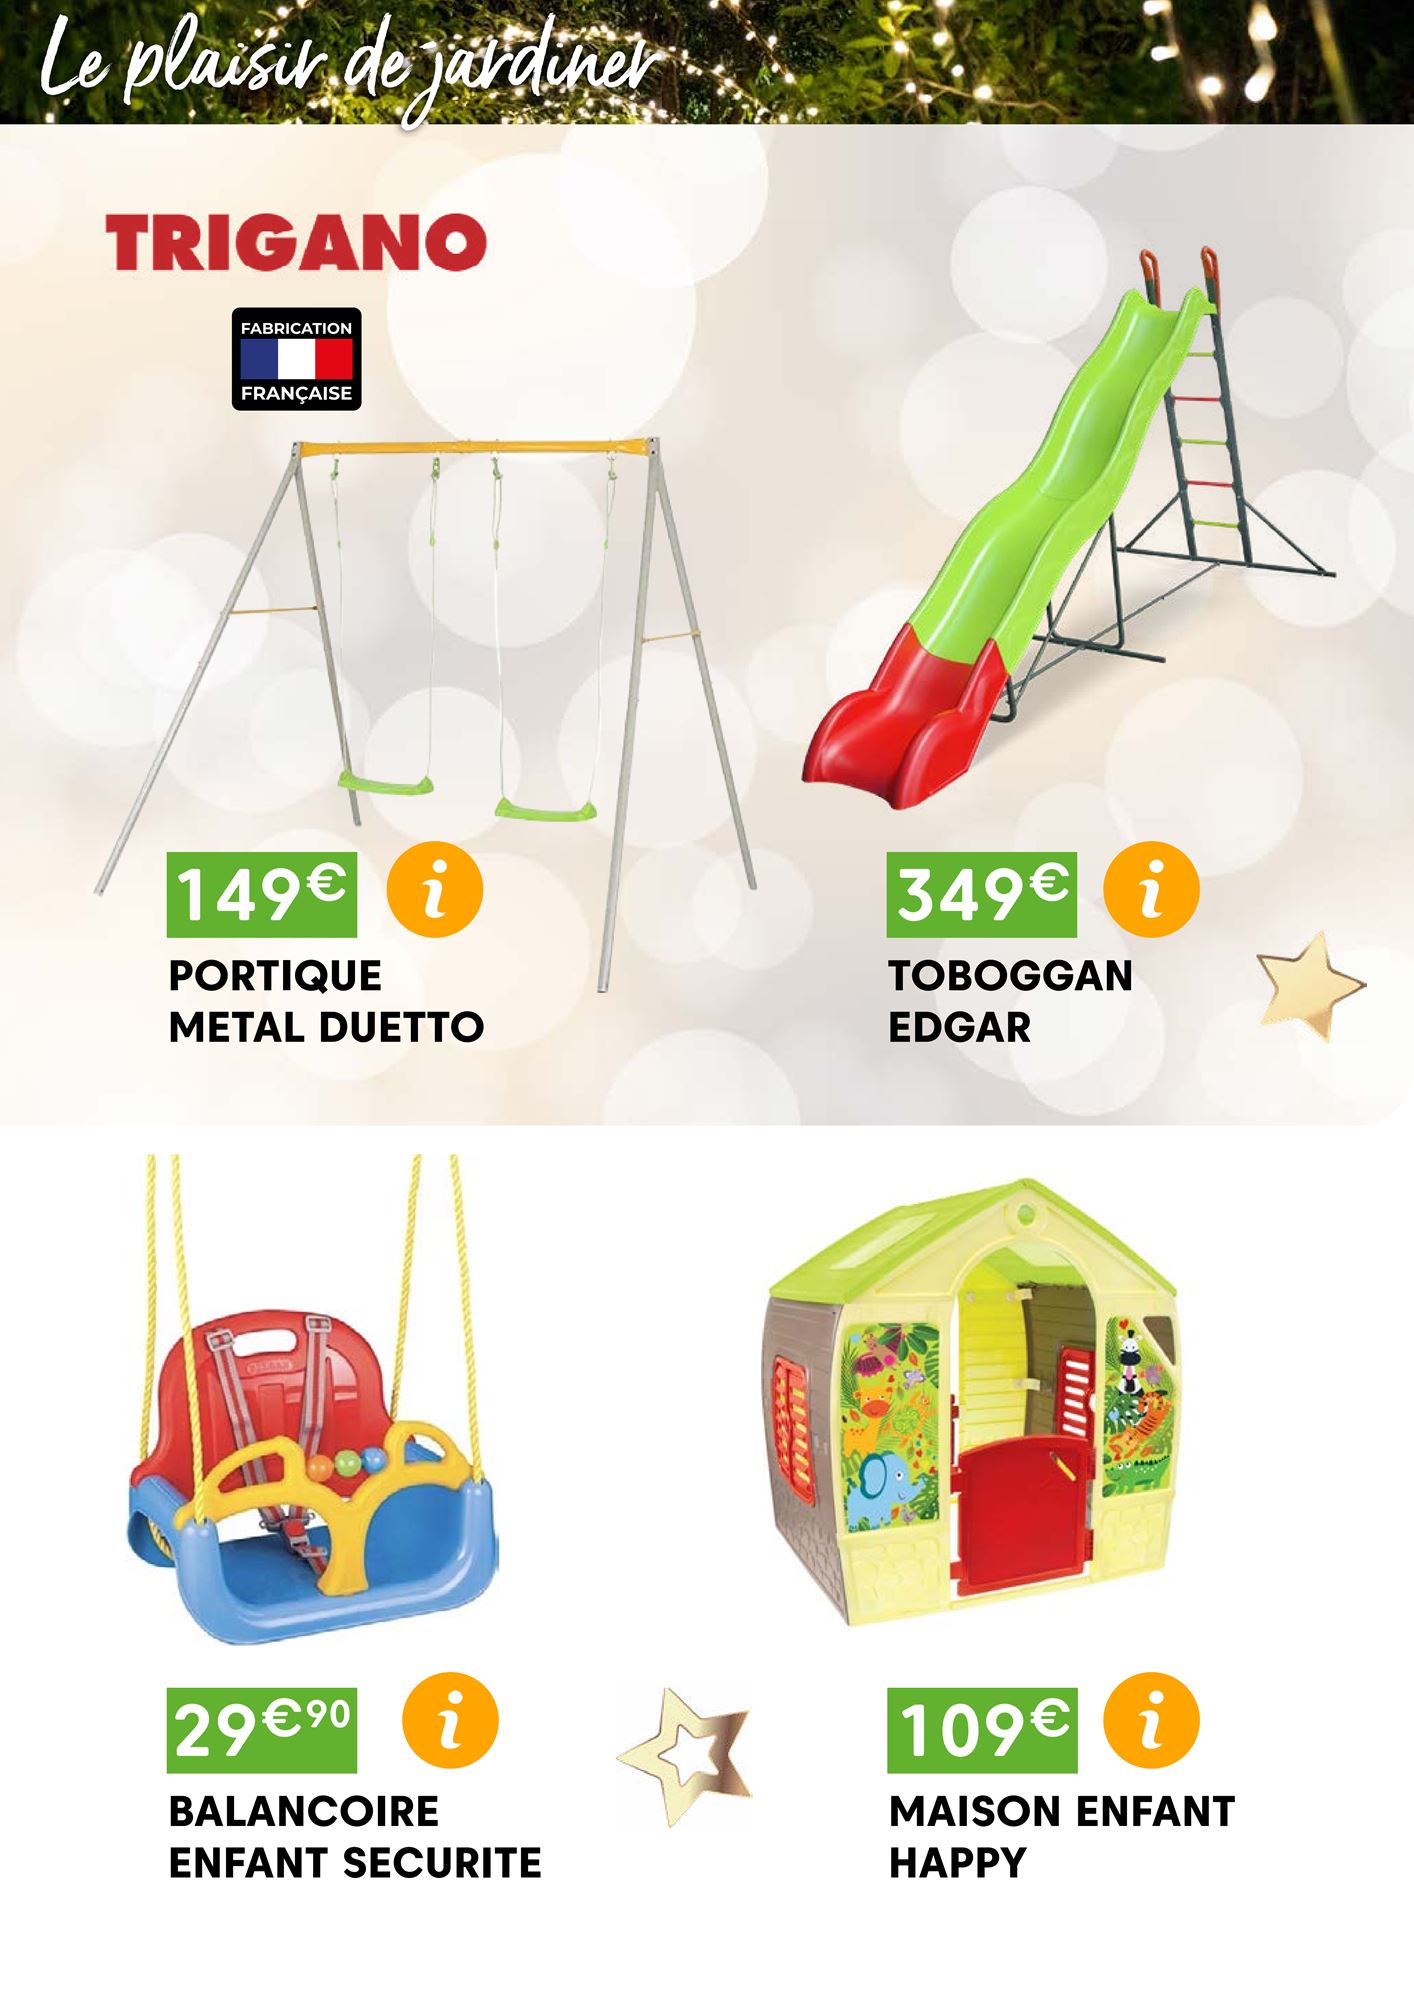 Le plaisir de jardiner
TRIGANO
FABRICATION
FRANÇAISE
149€
i
PORTIQUE
METAL DUETTO
349€
i
TOBOGGAN
EDGAR
29€90
i
BALANCOIRE
ENFANT SECURITE
109€
i
MAISON ENFANT
HAPPY